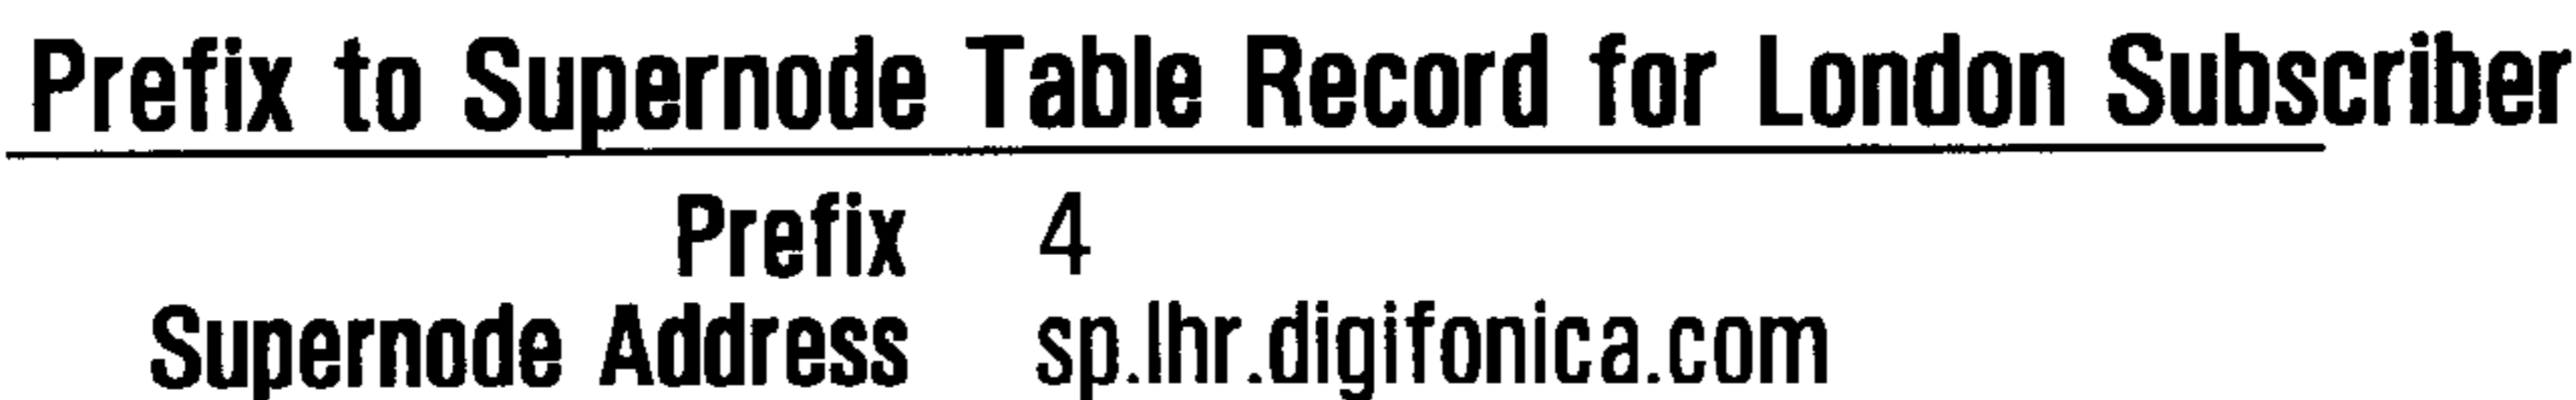 Prefix to Supernode Table Record for London Subscriber
Prefix 4
Supernode Address sp.lhr.digifonica.com